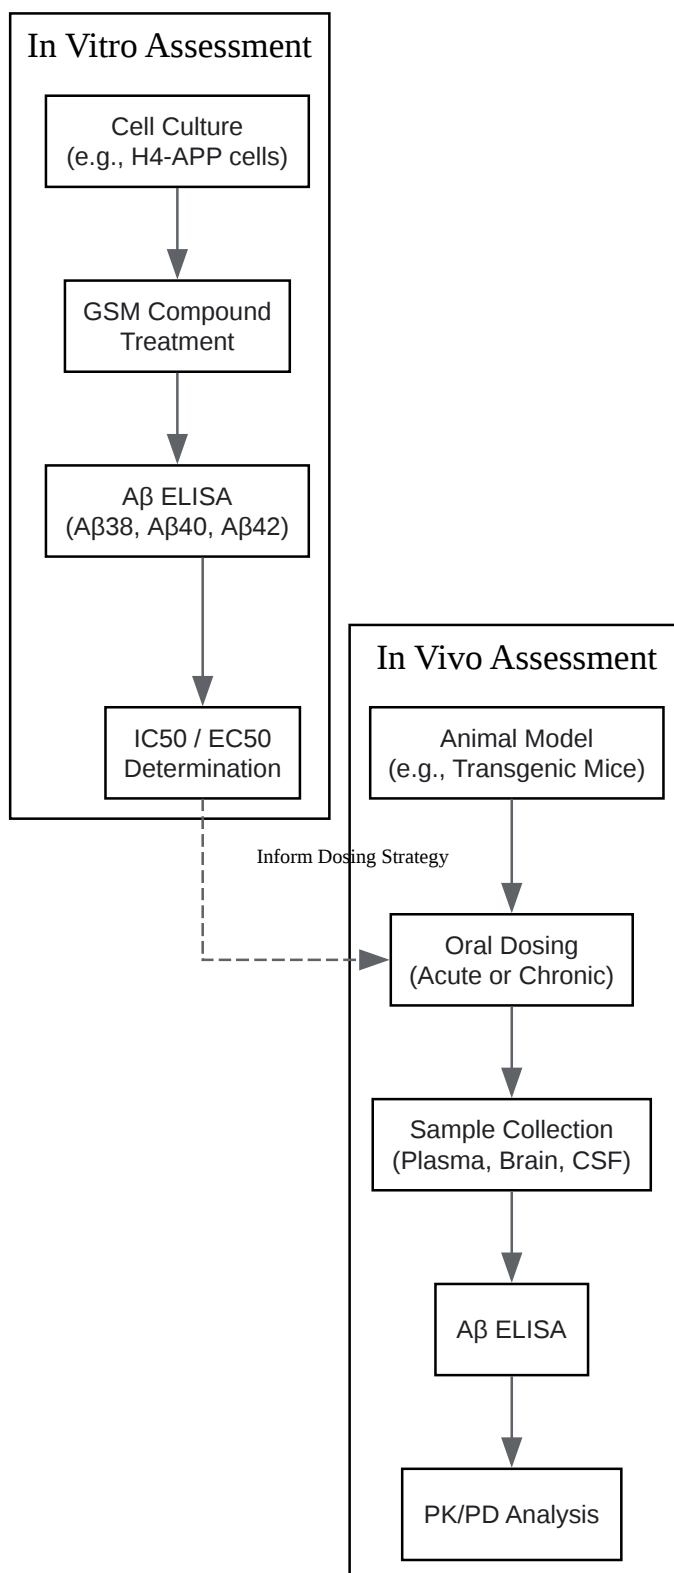 In Vitro Assessment
Cell Culture
(e.g., H4-APP cells)
GSM Compound
Treatment
Aβ ELISA
(Aβ38, Aβ40, Aβ42)
IC50 / EC50
Determination
Inform Dosing Strategy
In Vivo Assessment
Animal Model
(e.g., Transgenic Mice)
Oral Dosing
(Acute or Chronic)
Sample Collection
(Plasma, Brain, CSF)
Aβ ELISA
PK/PD Analysis